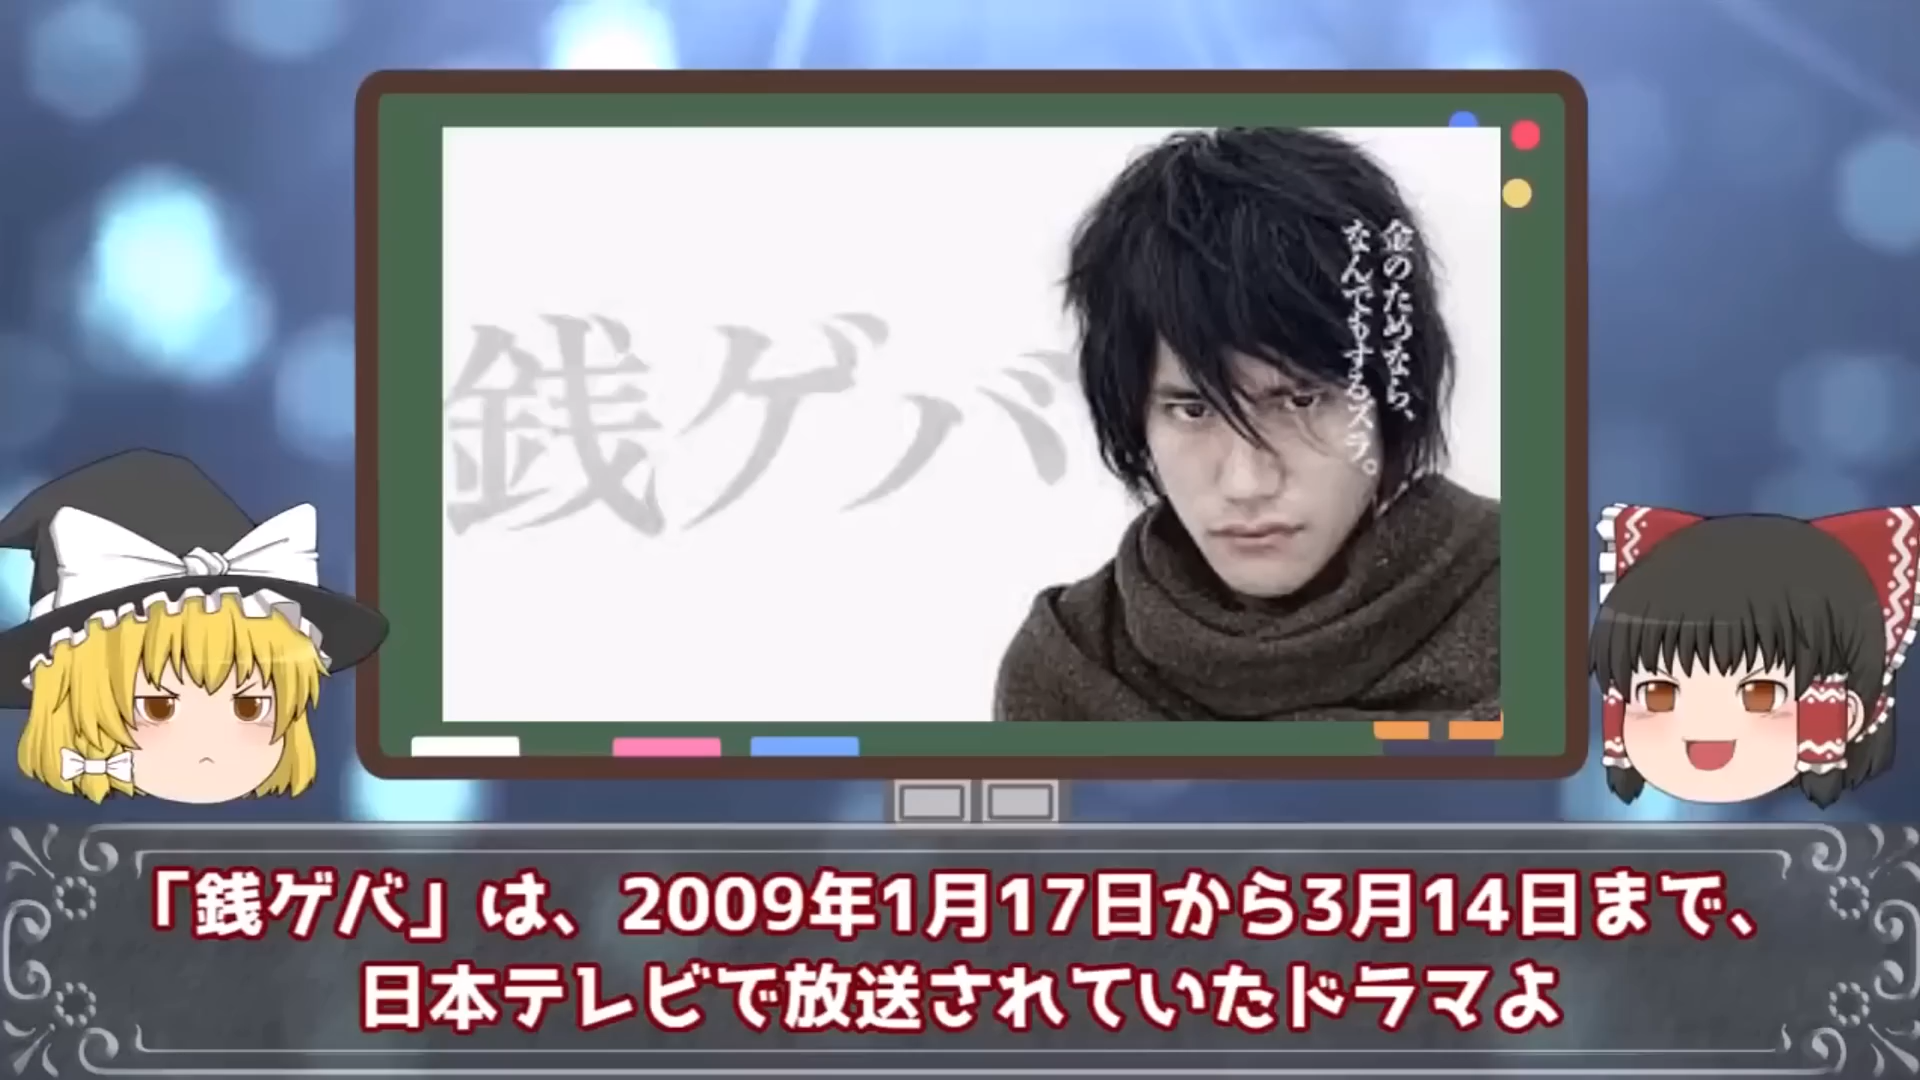 銭ゲバ
金のためなら、
なんでもするズラ。
「銭ゲバ」は、2009年1月17日から3月14日まで、
日本テレビで放送されていたドラマよ